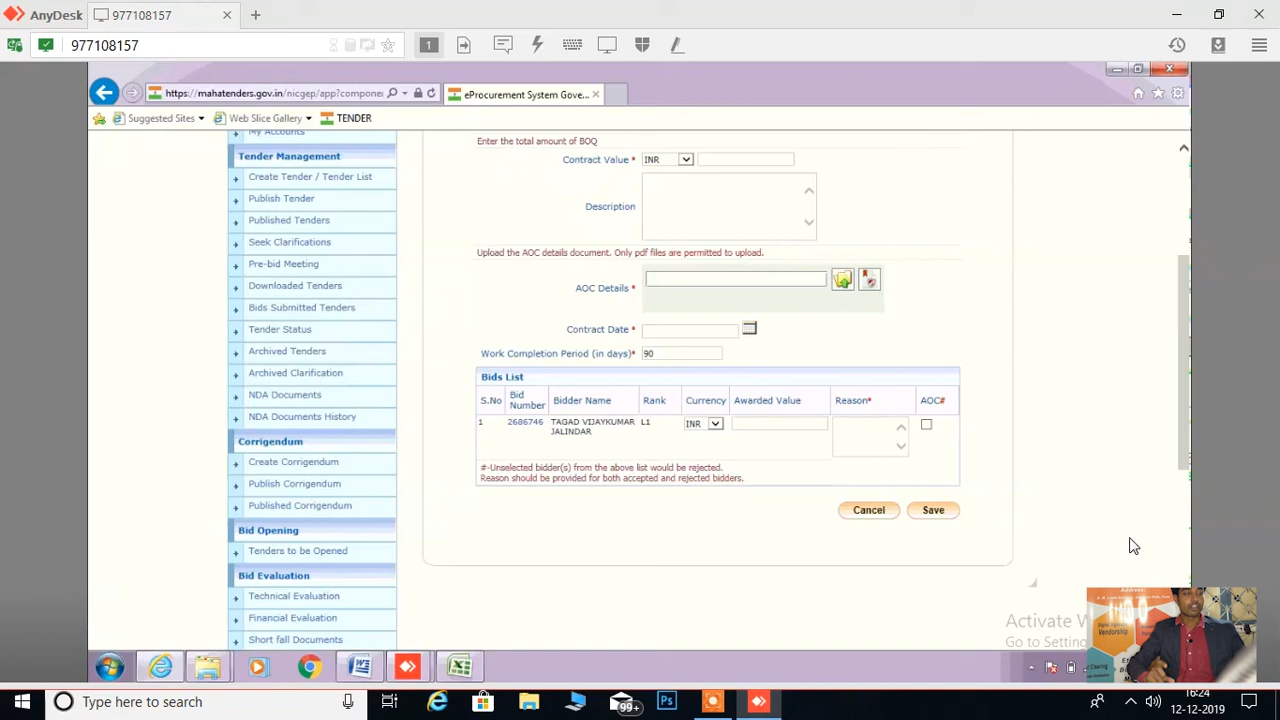 AnyDesk
977108157
977108157
1
https://mahatenders.gov.in/nicgep/app?componei
eProcurement System Gove...
Suggested Sites
Web Slice Gallery
TENDER
My Accounts
Tender Management
Create Tender / Tender List
Publish Tender
Published Tenders
Seek Clarifications
Pre-bid Meeting
Downloaded Tenders
Bids Submitted Tenders
Tender Status
Archived Tenders
Archived Clarification
NDA Documents
NDA Documents History
Corrigendum
Create Corrigendum
Publish Corrigendum
Published Corrigendum
Bid Opening
Tenders to be Opened
Bid Evaluation
Technical Evaluation
Financial Evaluation
Short fall Documents
Enter the total amount of BOQ
Contract Value * INR
Description
Upload the AOC details document. Only pdf files are permitted to upload.
AOC Details *
Contract Date *
Work Completion Period (in days)* 90
Bids List
S.No Bid Number Bidder Name Rank Currency Awarded Value Reason* AOC#
1 2686746 TAGAD VIJAYKUMAR JALINDAR L1 INR
#-Unselected bidder(s) from the above list would be rejected.
Reason should be provided for both accepted and rejected bidders.
Cancel Save
Activate W
Go to Setting
Digital Signature
Vendorship
Clearing
Type here to search
99+
16:24
12-12-2019